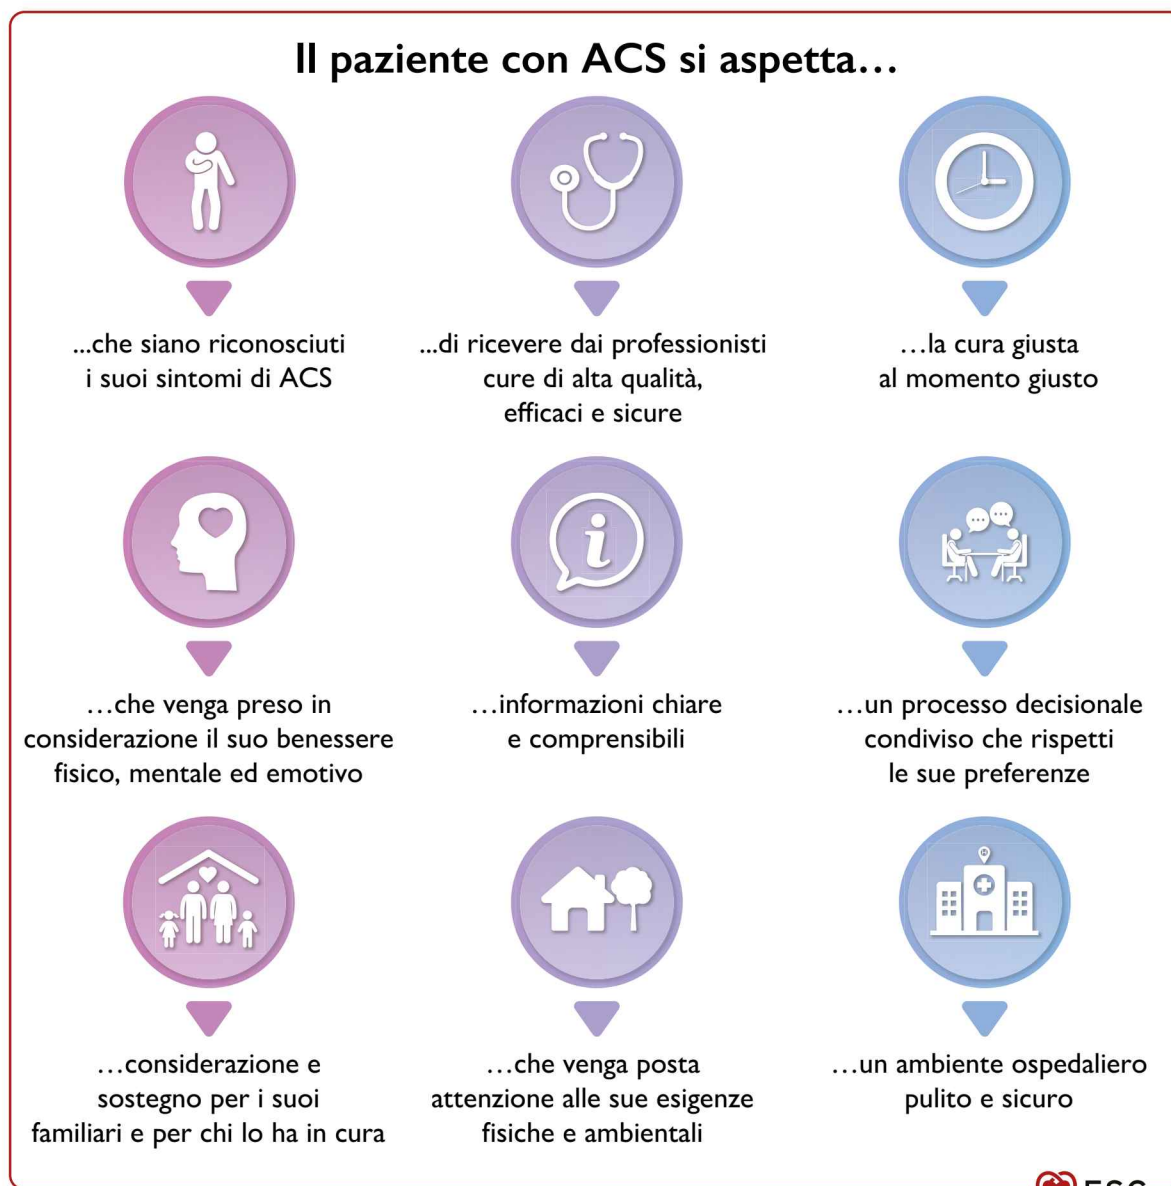 Il paziente con ACS si aspetta…
...che siano riconosciuti
i suoi sintomi di ACS
...di ricevere dai professionisti
cure di alta qualità,
efficaci e sicure
…la cura giusta
al momento giusto
…che venga preso in
considerazione il suo benessere
fisico, mentale ed emotivo
…informazioni chiare
e comprensibili
…un processo decisionale
condiviso che rispetti
le sue preferenze
…considerazione e
sostegno per i suoi
familiari e per chi lo ha in cura
…che venga posta
attenzione alle sue esigenze
fisiche e ambientali
…un ambiente ospedaliero
pulito e sicuro
ESC